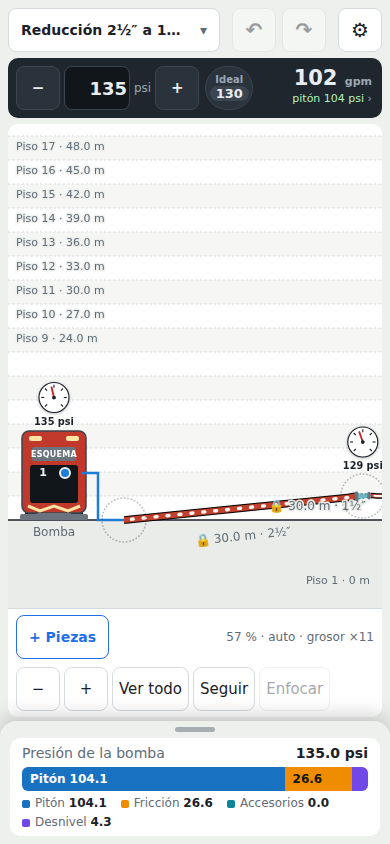 Reducción 2½″ a 1… ▾ ↶ ↷ ⚙
− 135 psi + Ideal 130 102 gpm
pitón 104 psi ›
Piso 17 · 48.0 m
Piso 16 · 45.0 m
Piso 15 · 42.0 m
Piso 14 · 39.0 m
Piso 13 · 36.0 m
Piso 12 · 33.0 m
Piso 11 · 30.0 m
Piso 10 · 27.0 m
Piso 9 · 24.0 m
135 psi
ESQUEMA
1
129 psi
30.0 m · 1½″
Bomba
30.0 m · 2½″
Piso 1 · 0 m
+ Piezas
57 % · auto · grosor ×11
− + Ver todo Seguir Enfocar
Presión de la bomba 135.0 psi
Pitón 104.1 26.6
Pitón 104.1 Fricción 26.6 Accesorios 0.0
Desnivel 4.3